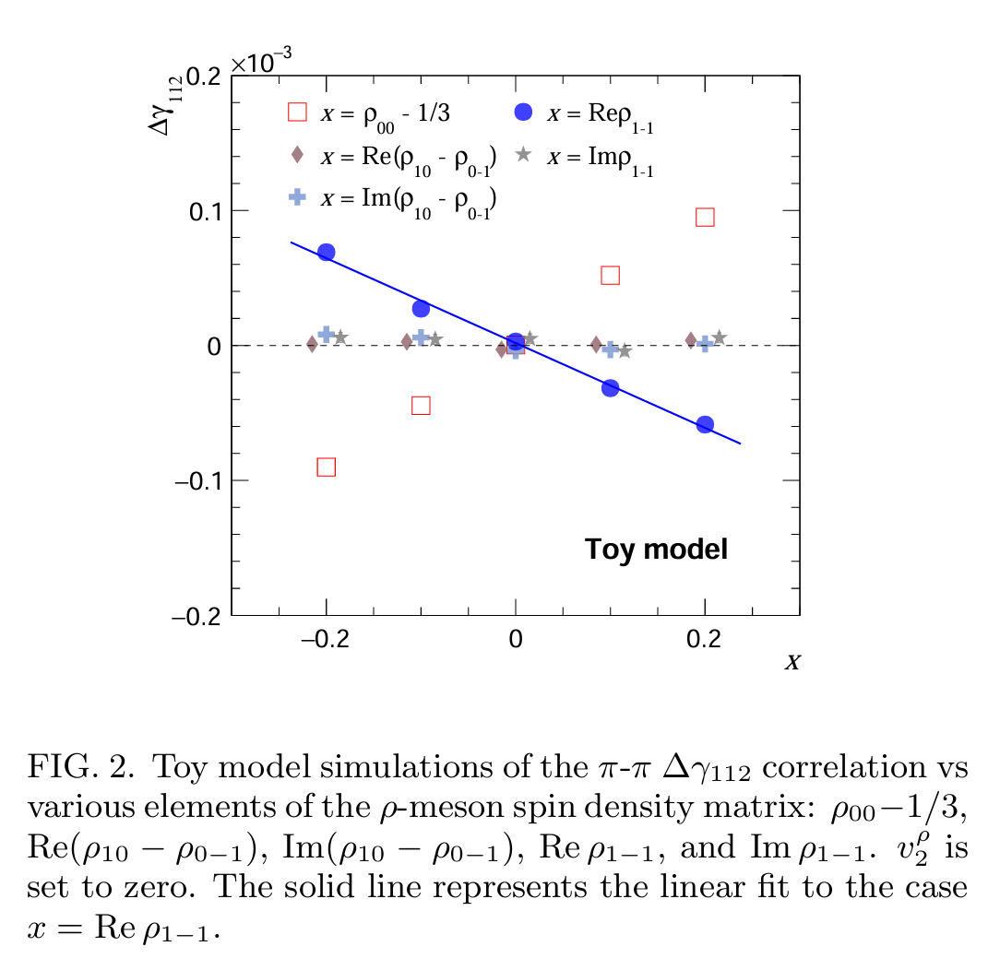 ×10⁻³
Δγ₁₁₂
0.2
0.1
0
−0.1
−0.2
x = ρ₀₀ - 1/3
x = Reρ₁₋₁
x = Re(ρ₁₀ - ρ₀₋₁)
x = Imρ₁₋₁
x = Im(ρ₁₀ - ρ₀₋₁)
Toy model
−0.2 0 0.2
x
FIG. 2. Toy model simulations of the π-π Δγ₁₁₂ correlation vs
various elements of the ρ-meson spin density matrix: ρ₀₀−1/3,
Re(ρ₁₀ − ρ₀₋₁), Im(ρ₁₀ − ρ₀₋₁), Re ρ₁₋₁, and Im ρ₁₋₁. v₂ᵖ is
set to zero. The solid line represents the linear fit to the case
x = Re ρ₁₋₁.